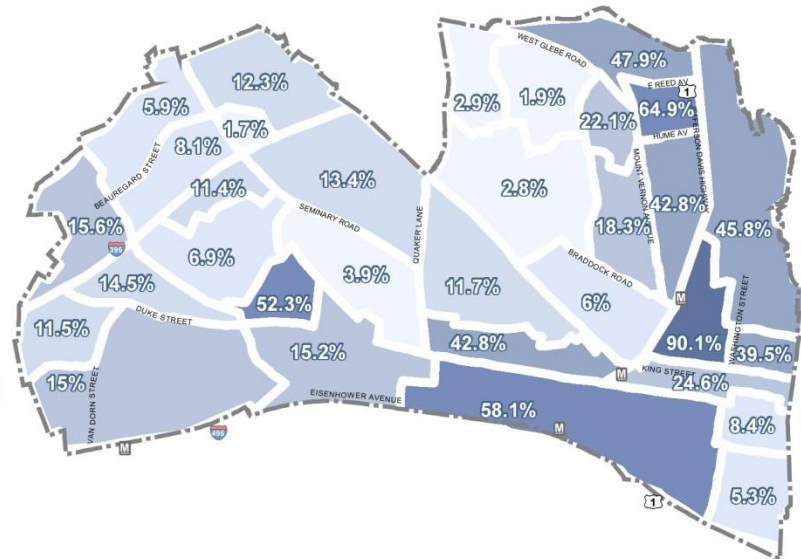 WEST GLEBE ROAD
47.9%
12.3%
E REED AV
1
5.9%
2.9%
1.9%
64.9%
22.1%
1.7%
HUME AV
8.1%
BEAUREGARD STREET
11.4%
13.4%
2.8%
MOUNT VERNON AVENUE
FFERSON DAVIS HIGHWAY
42.8%
15.6%
SEMINARY ROAD
QUAKER LANE
18.3%
45.8%
395
6.9%
BRADDOCK ROAD
3.9%
14.5%
11.7%
6%
M
52.3%
DUKE STREET
WASHINGTON STREET
11.5%
15.2%
42.8%
90.1%
39.5%
KING STREET
M
24.6%
15%
VAN DORN STREET
EISENHOWER AVENUE
58.1%
8.4%
M
495
M
5.3%
1